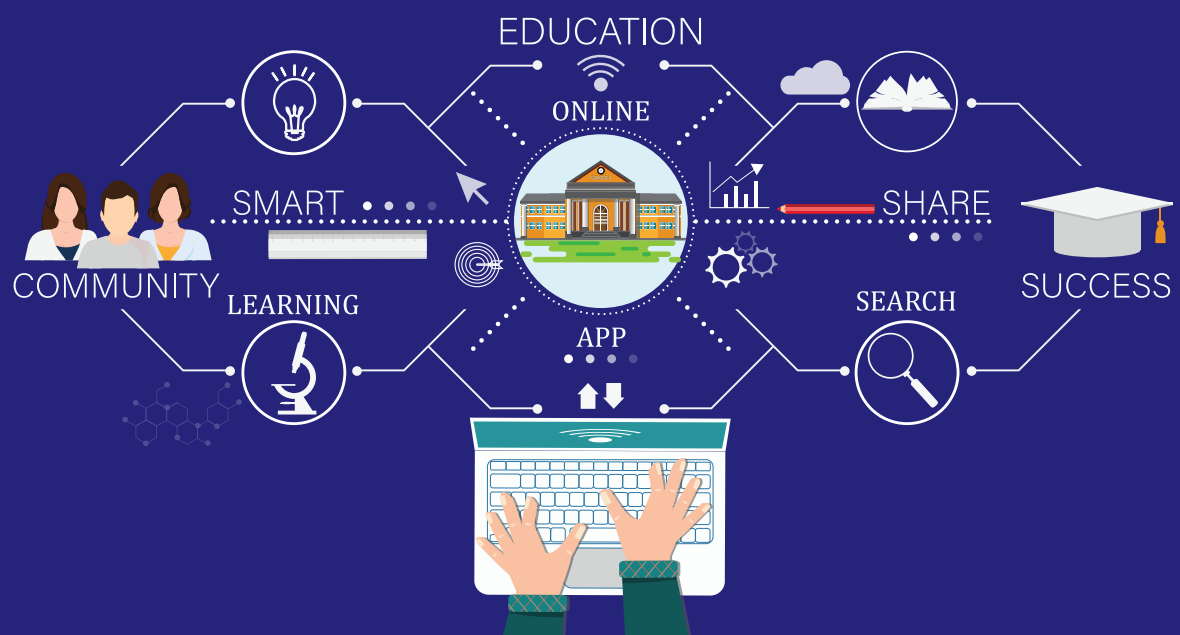 EDUCATION
ONLINE
SMART
SHARE
COMMUNITY
SUCCESS
LEARNING
SEARCH
APP